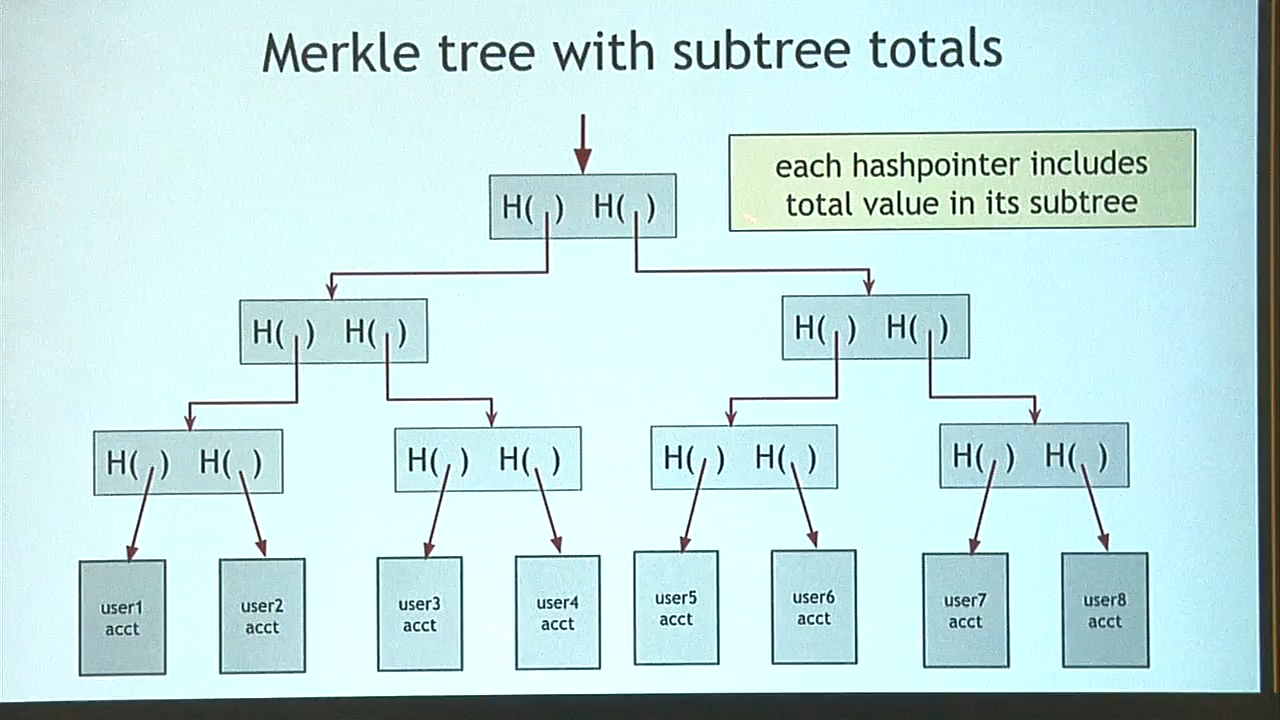 Merkle tree with subtree totals
each hashpointer includes
total value in its subtree
H( , ) H( , )
H( , ) H( , )
H( , ) H( , )
H( , ) H( , )
H( , ) H( , )
H( , ) H( , )
H( , ) H( , )
user1
acct
user2
acct
user3
acct
user4
acct
user5
acct
user6
acct
user7
acct
user8
acct